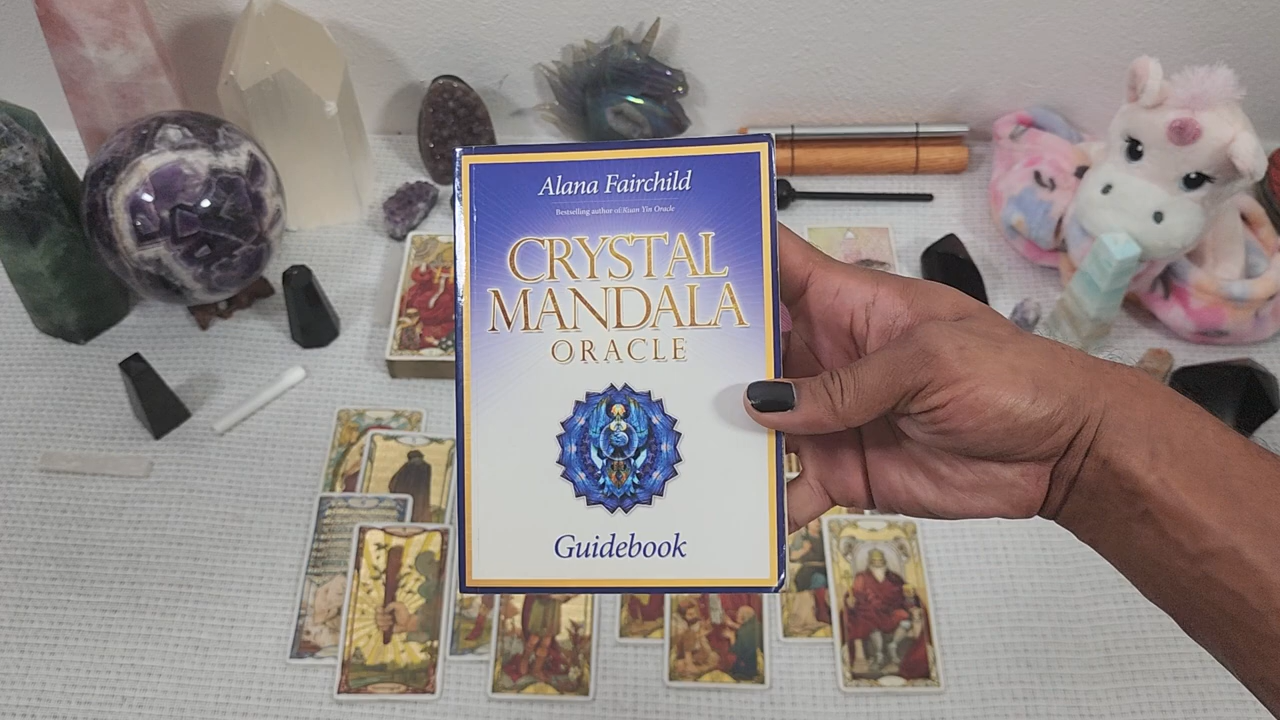 Alana Fairchild
Bestselling author of Kuan Yin Oracle
CRYSTAL
MANDALA
ORACLE
Guidebook